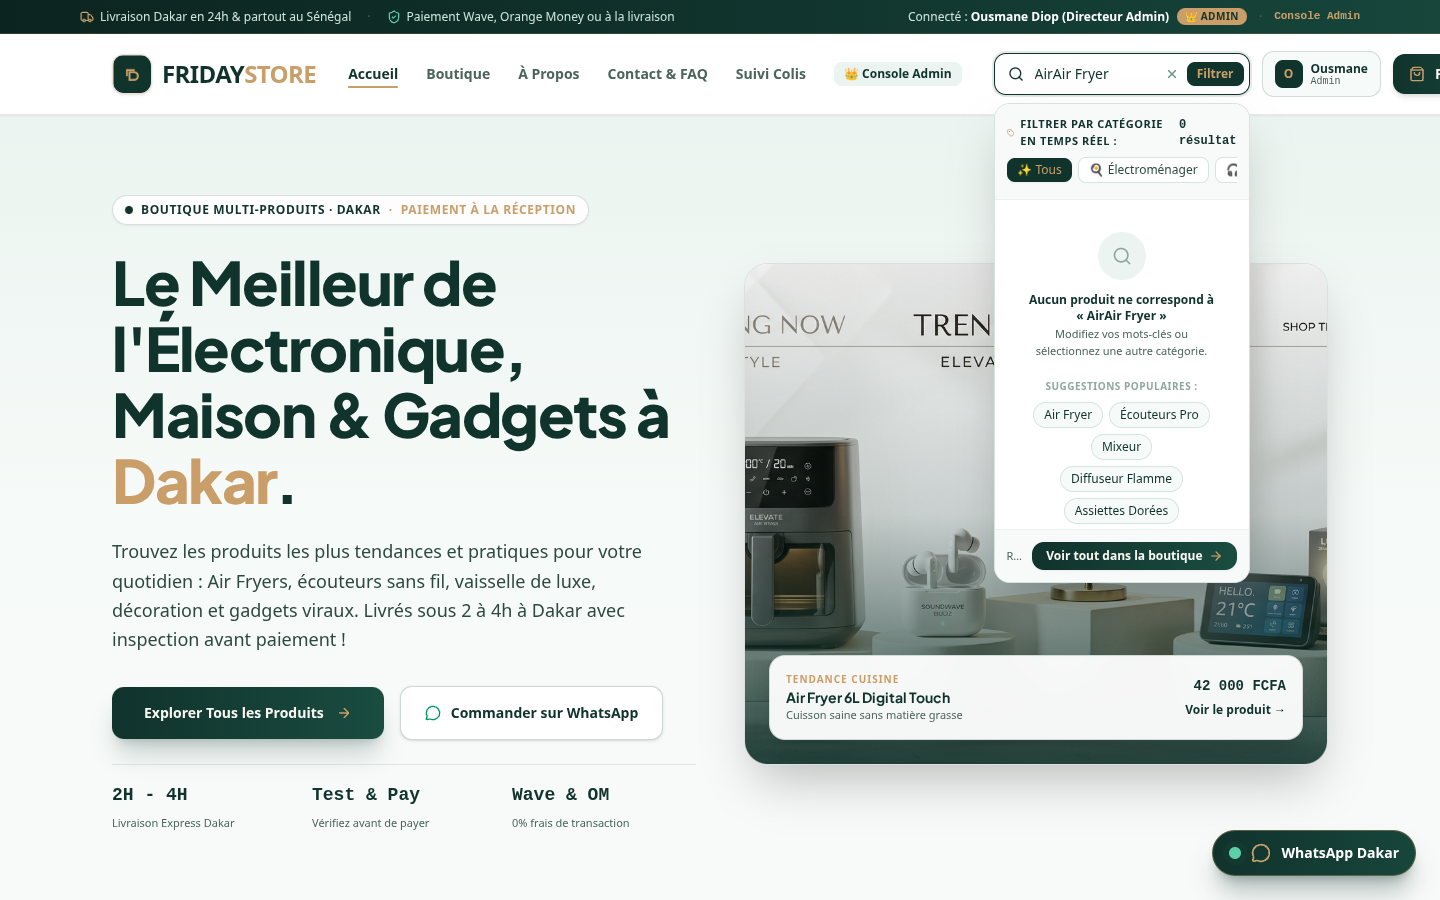 Livraison Dakar en 24h & partout au Sénégal · Paiement Wave, Orange Money ou à la livraison
Connecté : Ousmane Diop (Directeur Admin) 👑 ADMIN · Console Admin
FRIDAYSTORE
Accueil
Boutique
À Propos
Contact & FAQ
Suivi Colis
👑 Console Admin
AirAir Fryer
Filtrer
O
Ousmane
Admin
F
FILTRER PAR CATÉGORIE
EN TEMPS RÉEL :
0
résultat
✨ Tous
🍳 Électroménager
🎧
Aucun produit ne correspond à
« AirAir Fryer »
Modifiez vos mots-clés ou
sélectionnez une autre catégorie.
SUGGESTIONS POPULAIRES :
Air Fryer
Écouteurs Pro
Mixeur
Diffuseur Flamme
Assiettes Dorées
R...
Voir tout dans la boutique →
BOUTIQUE MULTI-PRODUITS · DAKAR · PAIEMENT À LA RÉCEPTION
Le Meilleur de
l'Électronique,
Maison & Gadgets à
Dakar.
Trouvez les produits les plus tendances et pratiques pour votre
quotidien : Air Fryers, écouteurs sans fil, vaisselle de luxe,
décoration et gadgets viraux. Livrés sous 2 à 4h à Dakar avec
inspection avant paiement !
Explorer Tous les Produits →
Commander sur WhatsApp
2H - 4H
Livraison Express Dakar
Test & Pay
Vérifiez avant de payer
Wave & OM
0% frais de transaction
NG NOW
TREN
SHOP T
TYLE
ELEVA
ELEVATE
SOUNDWAVE
HELLO.
21°C
TENDANCE CUISINE
Air Fryer 6L Digital Touch
Cuisson saine sans matière grasse
42 000 FCFA
Voir le produit →
WhatsApp Dakar